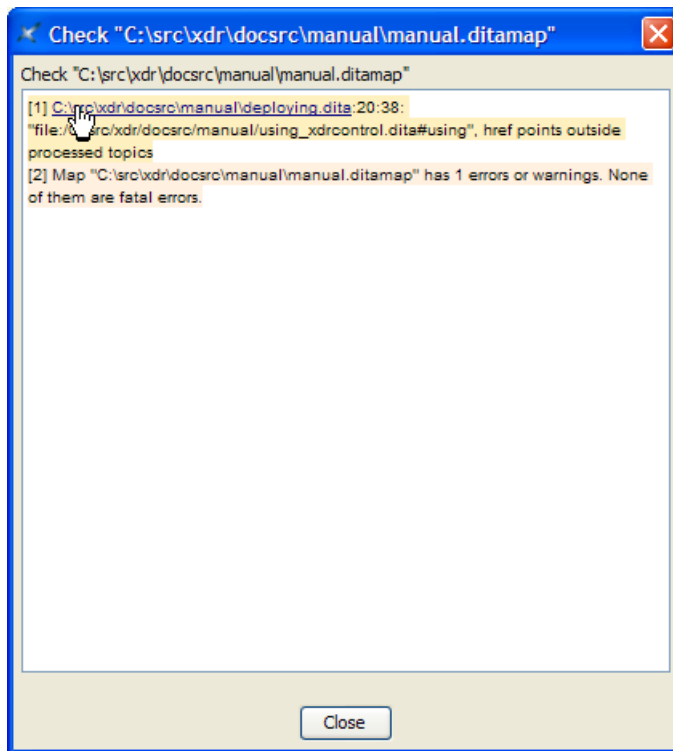 Check "C:\src\xdr\docsrc\manual\manual.ditamap"
Check "C:\src\xdr\docsrc\manual\manual.ditamap"
[1] C:\src\xdr\docsrc\manual\deploying.dita:20:38:
"file:/C:/src/xdr/docsrc/manual/using_xdrcontrol.dita#using", href points outside
processed topics
[2] Map "C:\src\xdr\docsrc\manual\manual.ditamap" has 1 errors or warnings. None
of them are fatal errors.
Close